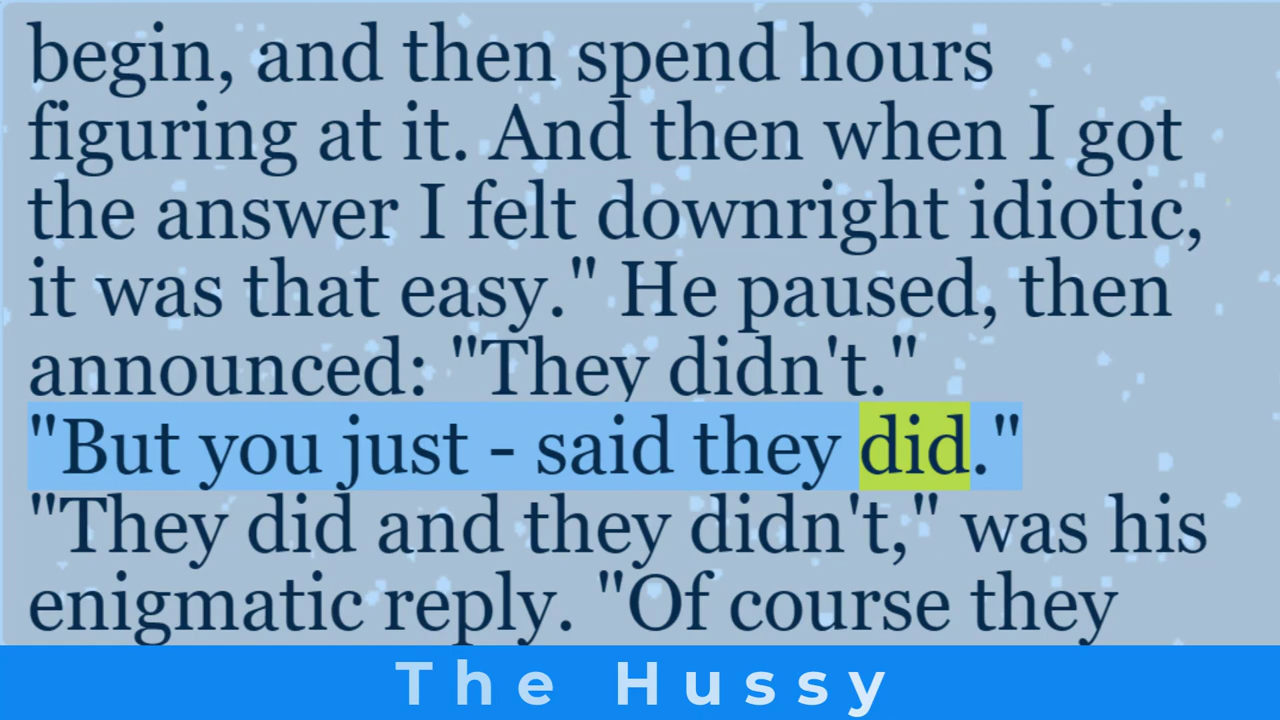 begin, and then spend hours
figuring at it. And then when I got
the answer I felt downright idiotic,
it was that easy." He paused, then
announced: "They didn't."
"But you just - said they did."
"They did and they didn't," was his
enigmatic reply. "Of course they
The Hussy